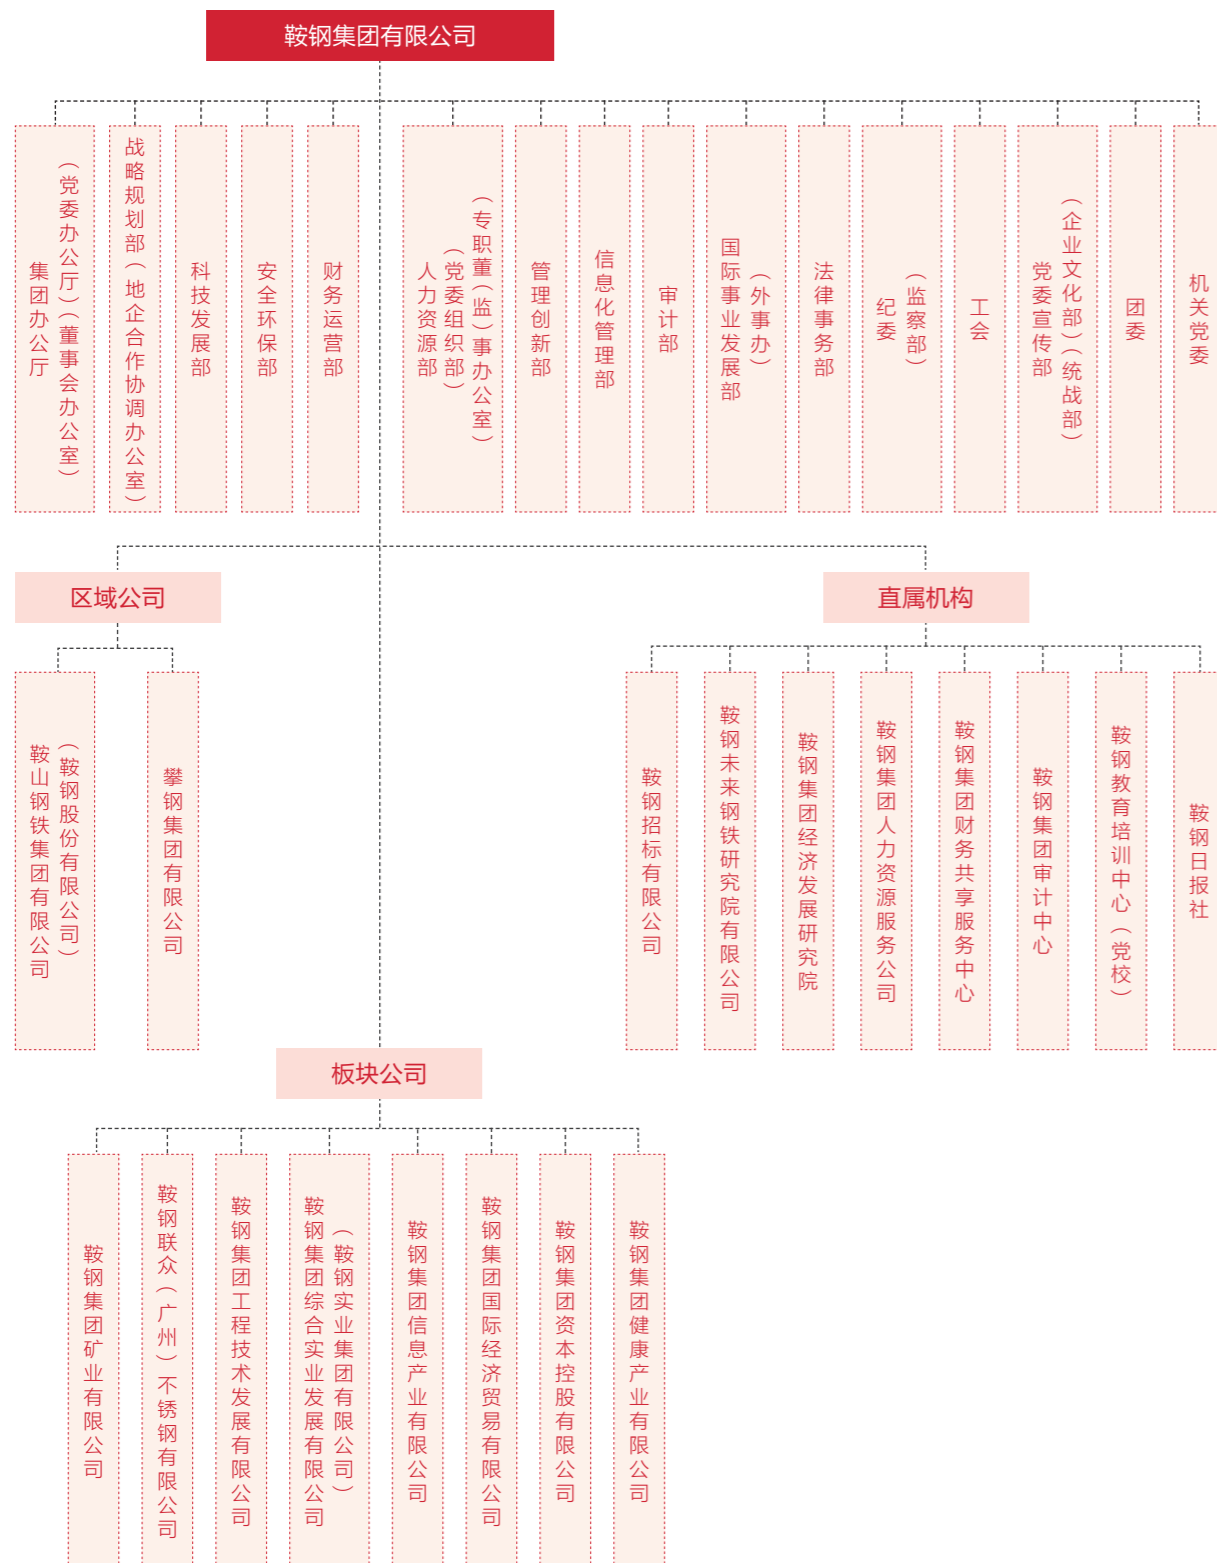 鞍钢集团有限公司
集团办公厅
（党委办公厅）（董事会办公室）
战略规划部（地企合作协调办公室）
科技发展部
安全环保部
财务运营部
人力资源部
（党委组织部）
（专职董（监）事办公室）
管理创新部
信息化管理部
审计部
国际事业发展部
（外事办）
法律事务部
纪委
（监察部）
工会
党委宣传部
（企业文化部）（统战部）
团委
机关党委
区域公司
鞍山钢铁集团有限公司
（鞍钢股份有限公司）
攀钢集团有限公司
直属机构
鞍钢招标有限公司
鞍钢未来钢铁研究院有限公司
鞍钢集团经济发展研究院
鞍钢集团人力资源服务公司
鞍钢集团财务共享服务中心
鞍钢集团审计中心
鞍钢教育培训中心（党校）
鞍钢日报社
板块公司
鞍钢集团矿业有限公司
鞍钢联众（广州）不锈钢有限公司
鞍钢集团工程技术发展有限公司
鞍钢集团综合实业发展有限公司
（鞍钢实业集团有限公司）
鞍钢集团信息产业有限公司
鞍钢集团国际经济贸易有限公司
鞍钢集团资本控股有限公司
鞍钢集团健康产业有限公司